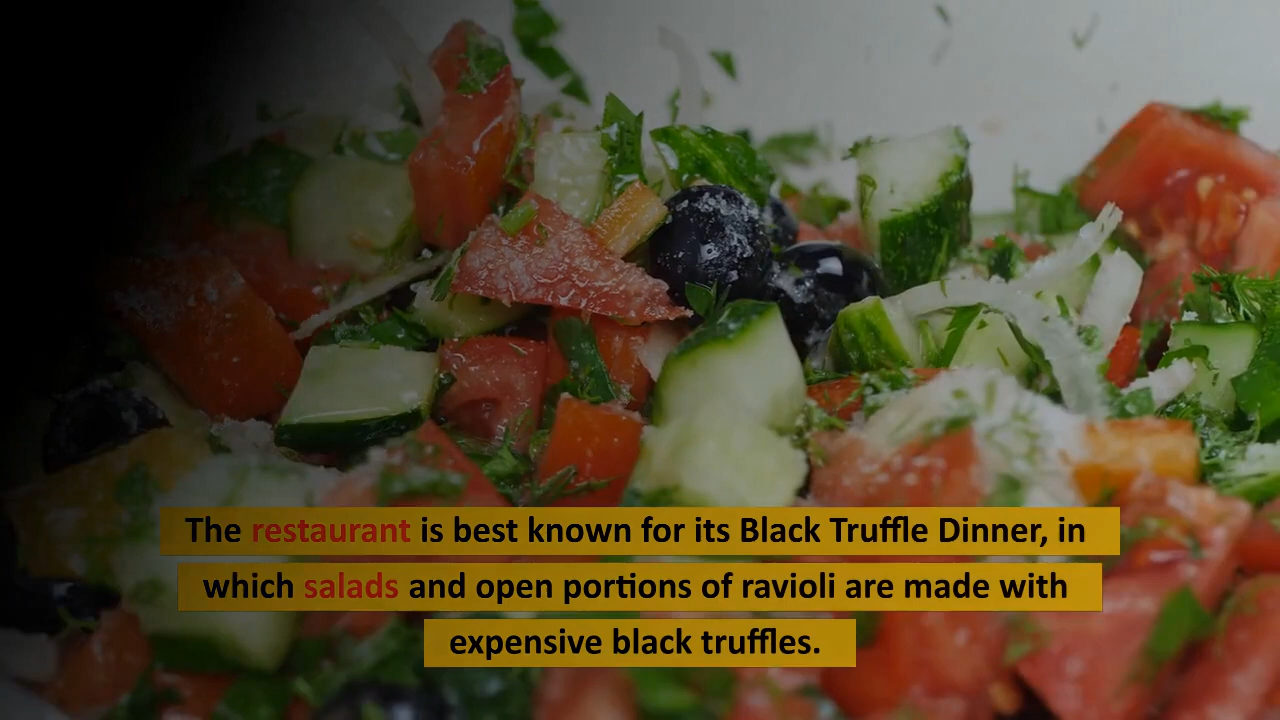 The restaurant is best known for its Black Truffle Dinner, in
which salads and open portions of ravioli are made with
expensive black truffles.